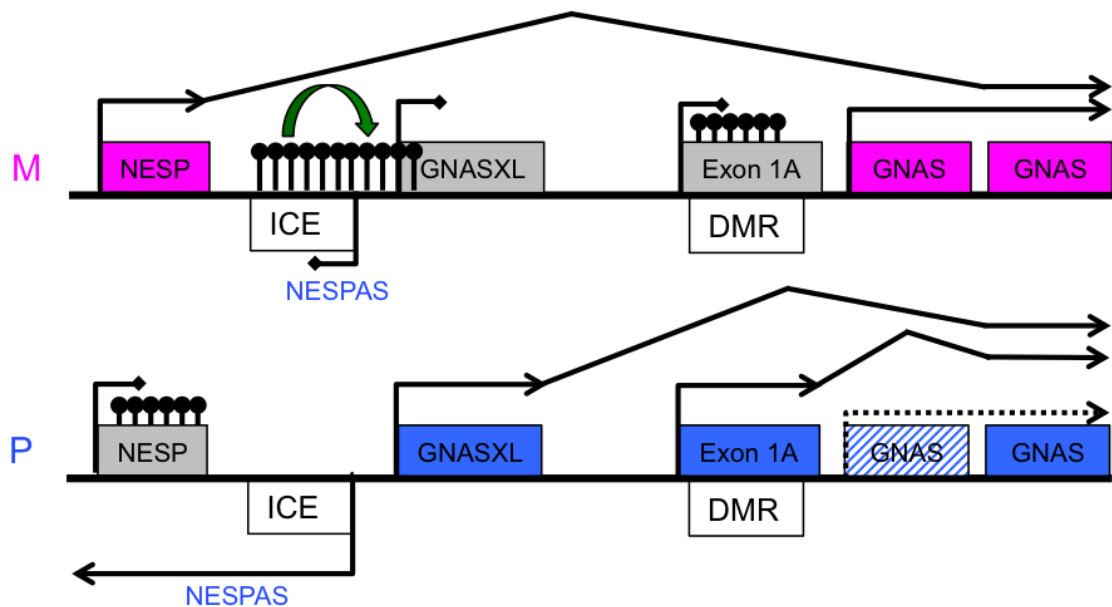 M
NESP
GNASXL
Exon 1A
GNAS
GNAS
ICE
DMR
NESPAS
P
NESP
GNASXL
Exon 1A
GNAS
GNAS
ICE
DMR
NESPAS